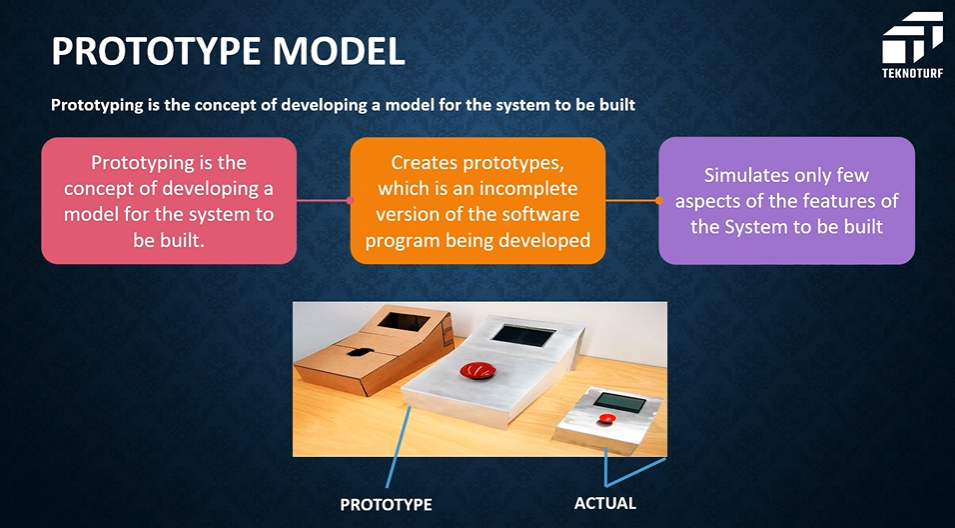 PROTOTYPE MODEL
TEKNOTURF
Prototyping is the concept of developing a model for the system to be built
Prototyping is the
concept of developing a
model for the system to
be built.
Creates prototypes,
which is an incomplete
version of the software
program being developed
Simulates only few
aspects of the features of
the System to be built
PROTOTYPE
ACTUAL